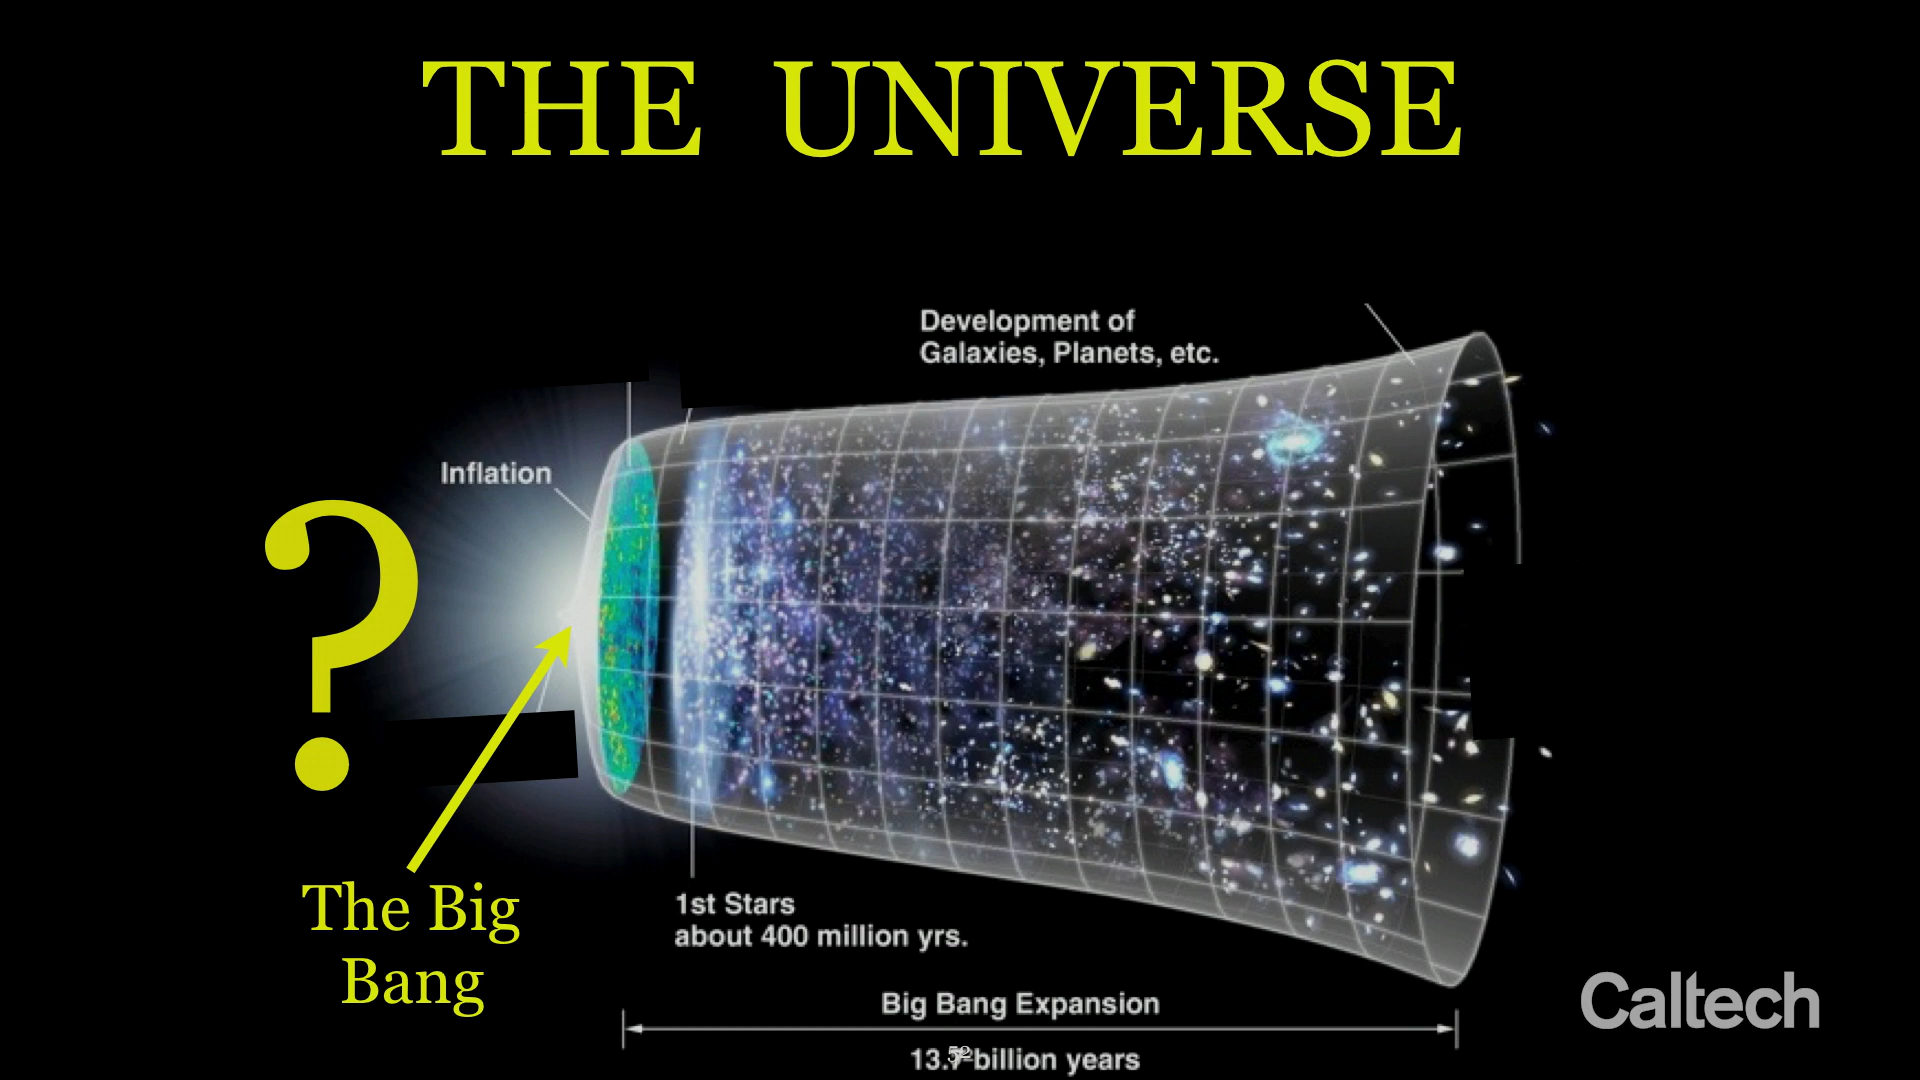 THE UNIVERSE
Development of
Galaxies, Planets, etc.
Inflation
?
The Big
Bang
1st Stars
about 400 million yrs.
Big Bang Expansion
13.7 billion years
52
Caltech